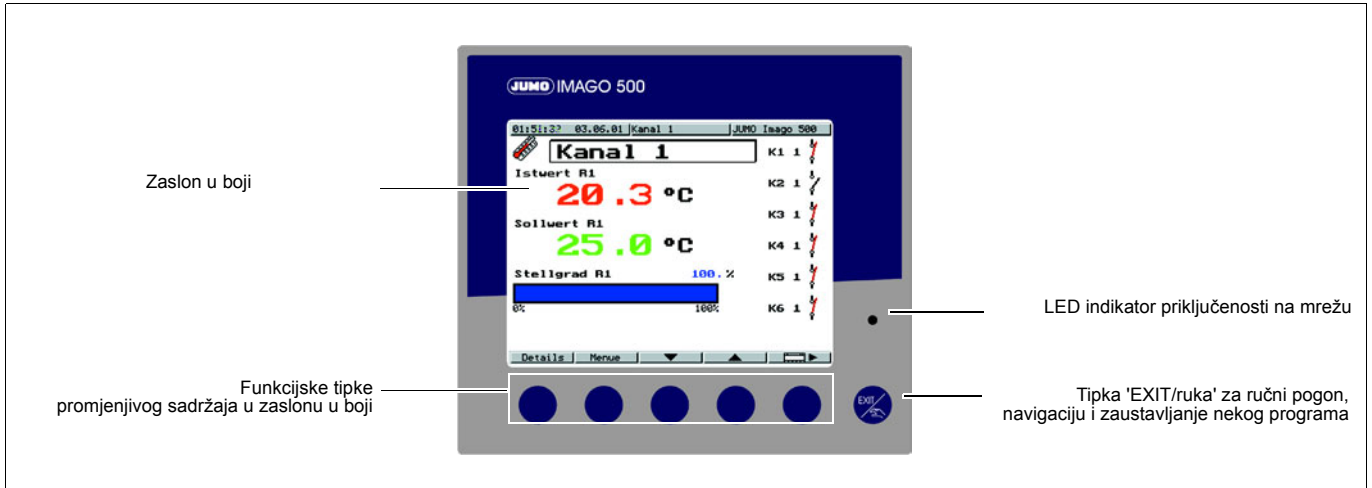 JUMO IMAGO 500
01:51:32 03.06.01 Kanal 1 JUMO Imago 500
Kanal 1
K1 1
Istwert R1
20.3 °C
K2 1
K3 1
Sollwert R1
25.0 °C
K4 1
Stellgrad R1 100.%
K5 1
0% 100%
K6 1
Details Menue
EXIT
Zaslon u boji
Funkcijske tipke
promjenjivog sadržaja u zaslonu u boji
LED indikator priključenosti na mrežu
Tipka 'EXIT/ruka' za ručni pogon,
navigaciju i zaustavljanje nekog programa